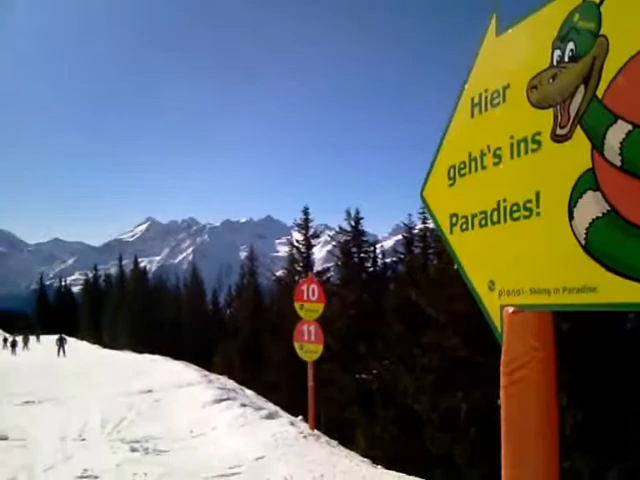 Hier
geht's ins
Paradies!
planai - Skiing in Paradise.
10
11